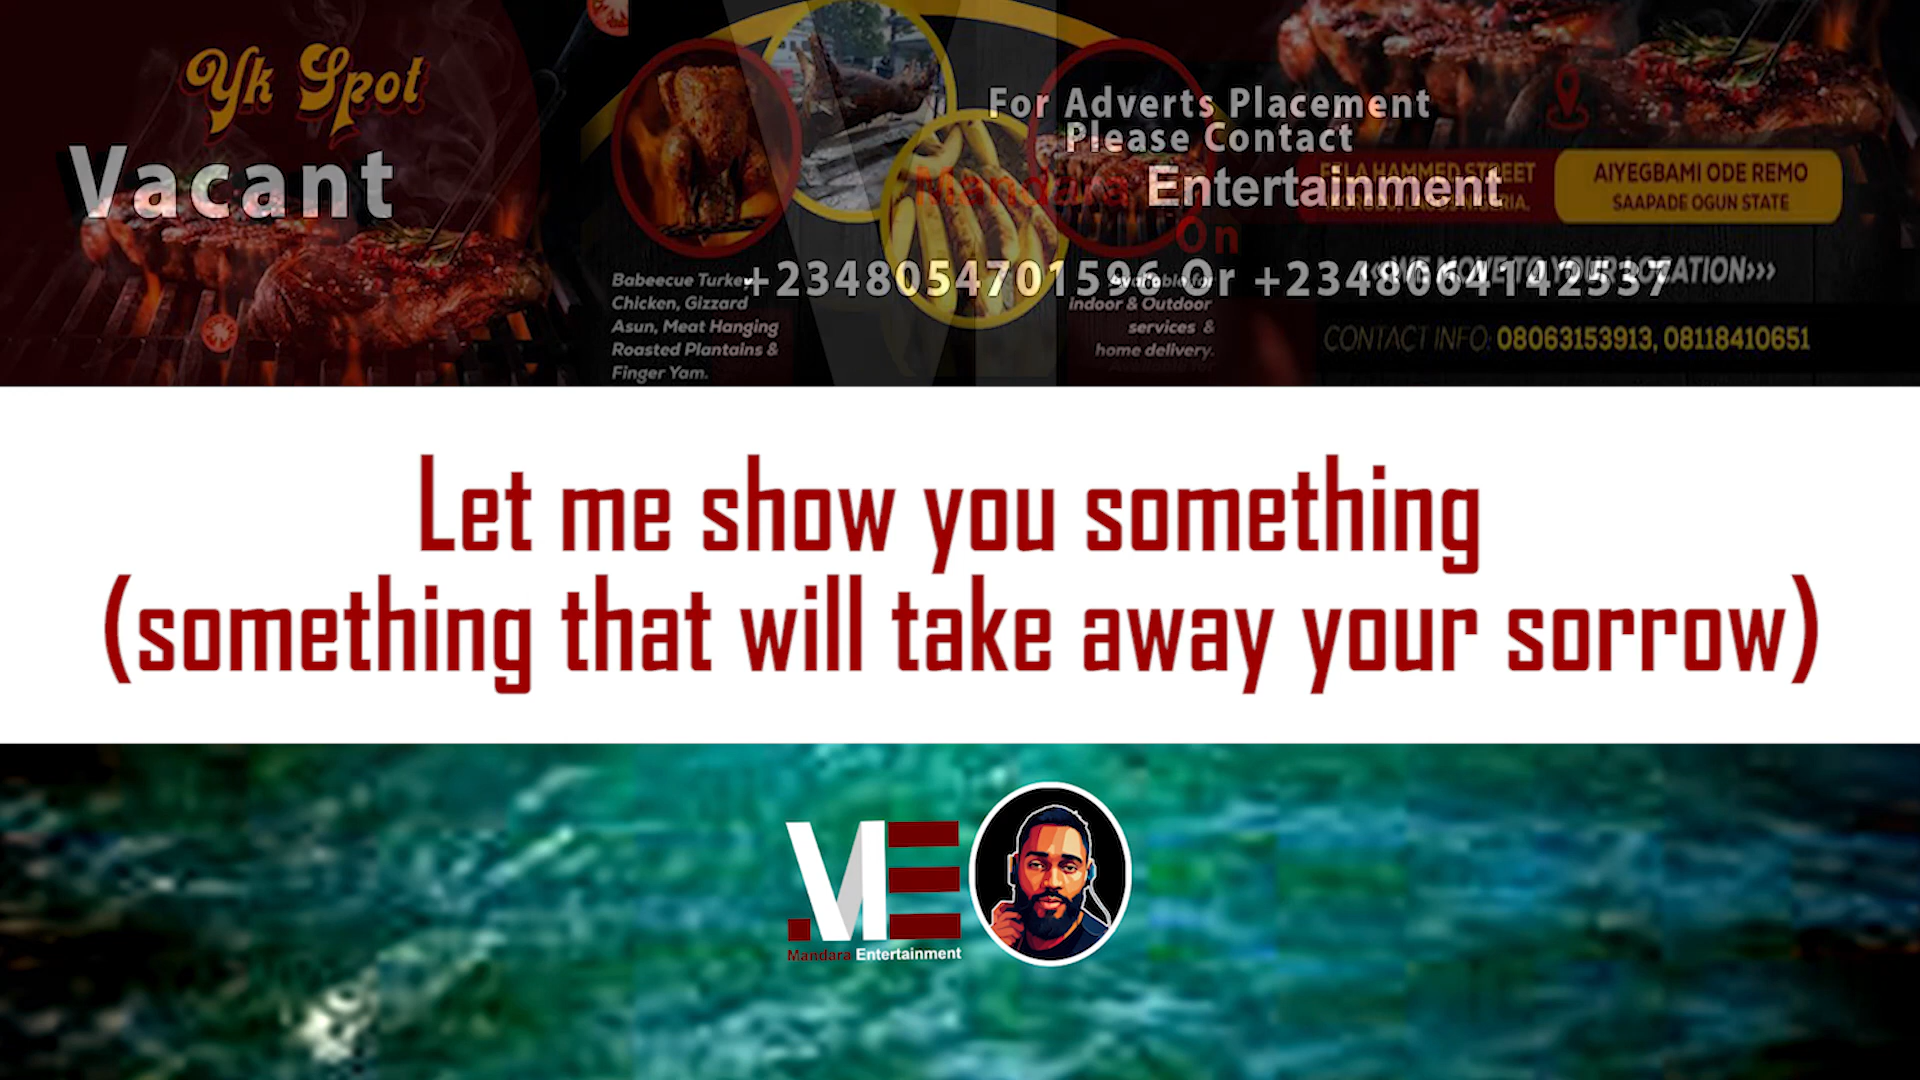 Yk Spot
Vacant
For Adverts Placement
Please Contact
Mandara Entertainment
On
+2348054701596 Or +2348064142537
STREET
AIYEGBAMI ODE REMO
SAAPADE OGUN STATE
Babeecue Turkey
Chicken, Gizzard
Asun, Meat Hanging
Roasted Plantains &
Finger Yam.
Indoor & Outdoor
services &
home delivery.
CONTACT INFO: 08063153913, 08118410651
Let me show you something
(something that will take away your sorrow)
Mandara Entertainment